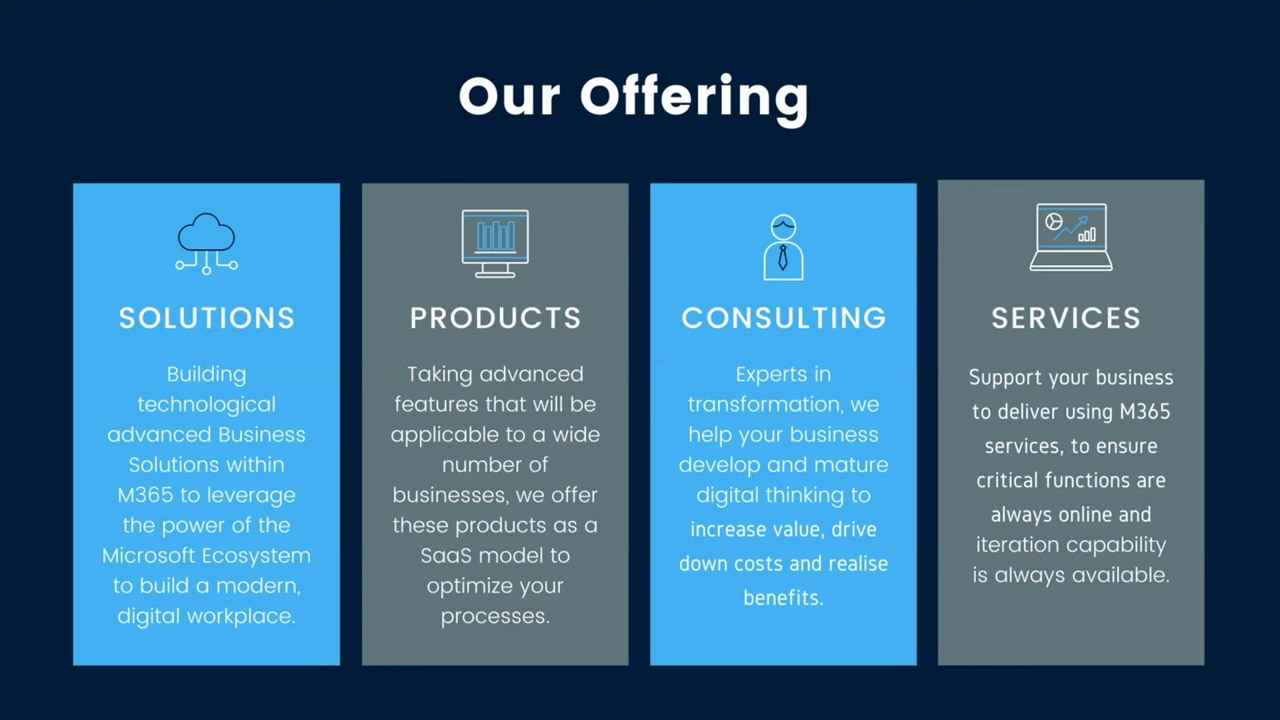 Our Offering
SOLUTIONS
Building
technological
advanced Business
Solutions within
M365 to leverage
the power of the
Microsoft Ecosystem
to build a modern,
digital workplace.
PRODUCTS
Taking advanced
features that will be
applicable to a wide
number of
businesses, we offer
these products as a
SaaS model to
optimize your
processes.
CONSULTING
Experts in
transformation, we
help your business
develop and mature
digital thinking to
increase value, drive
down costs and realise
benefits.
SERVICES
Support your business
to deliver using M365
services, to ensure
critical functions are
always online and
iteration capability
is always available.